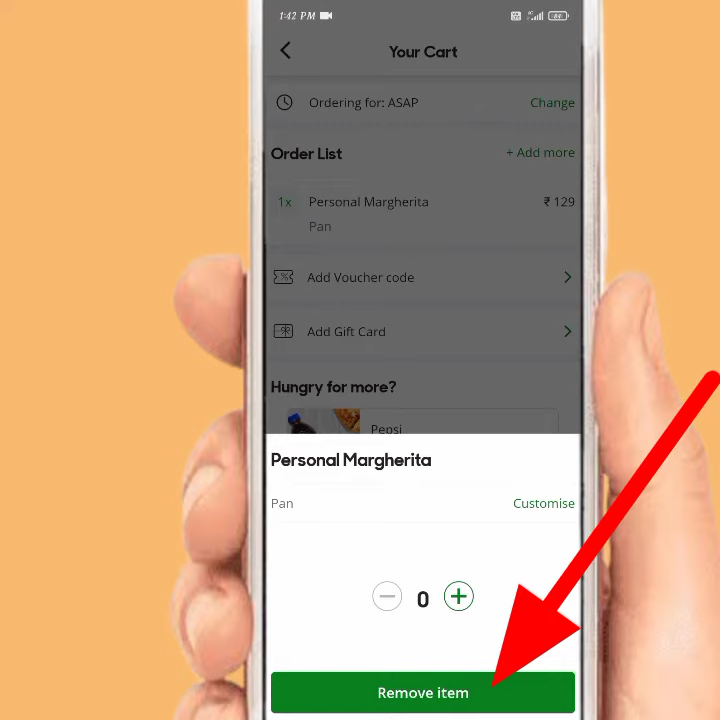 1:42 PM
Your Cart
Ordering for: ASAP Change
Order List + Add more
1x Personal Margherita ₹ 129
Pan
Add Voucher code
Add Gift Card
Hungry for more?
Pepsi
Personal Margherita
Pan Customise
0
Remove item